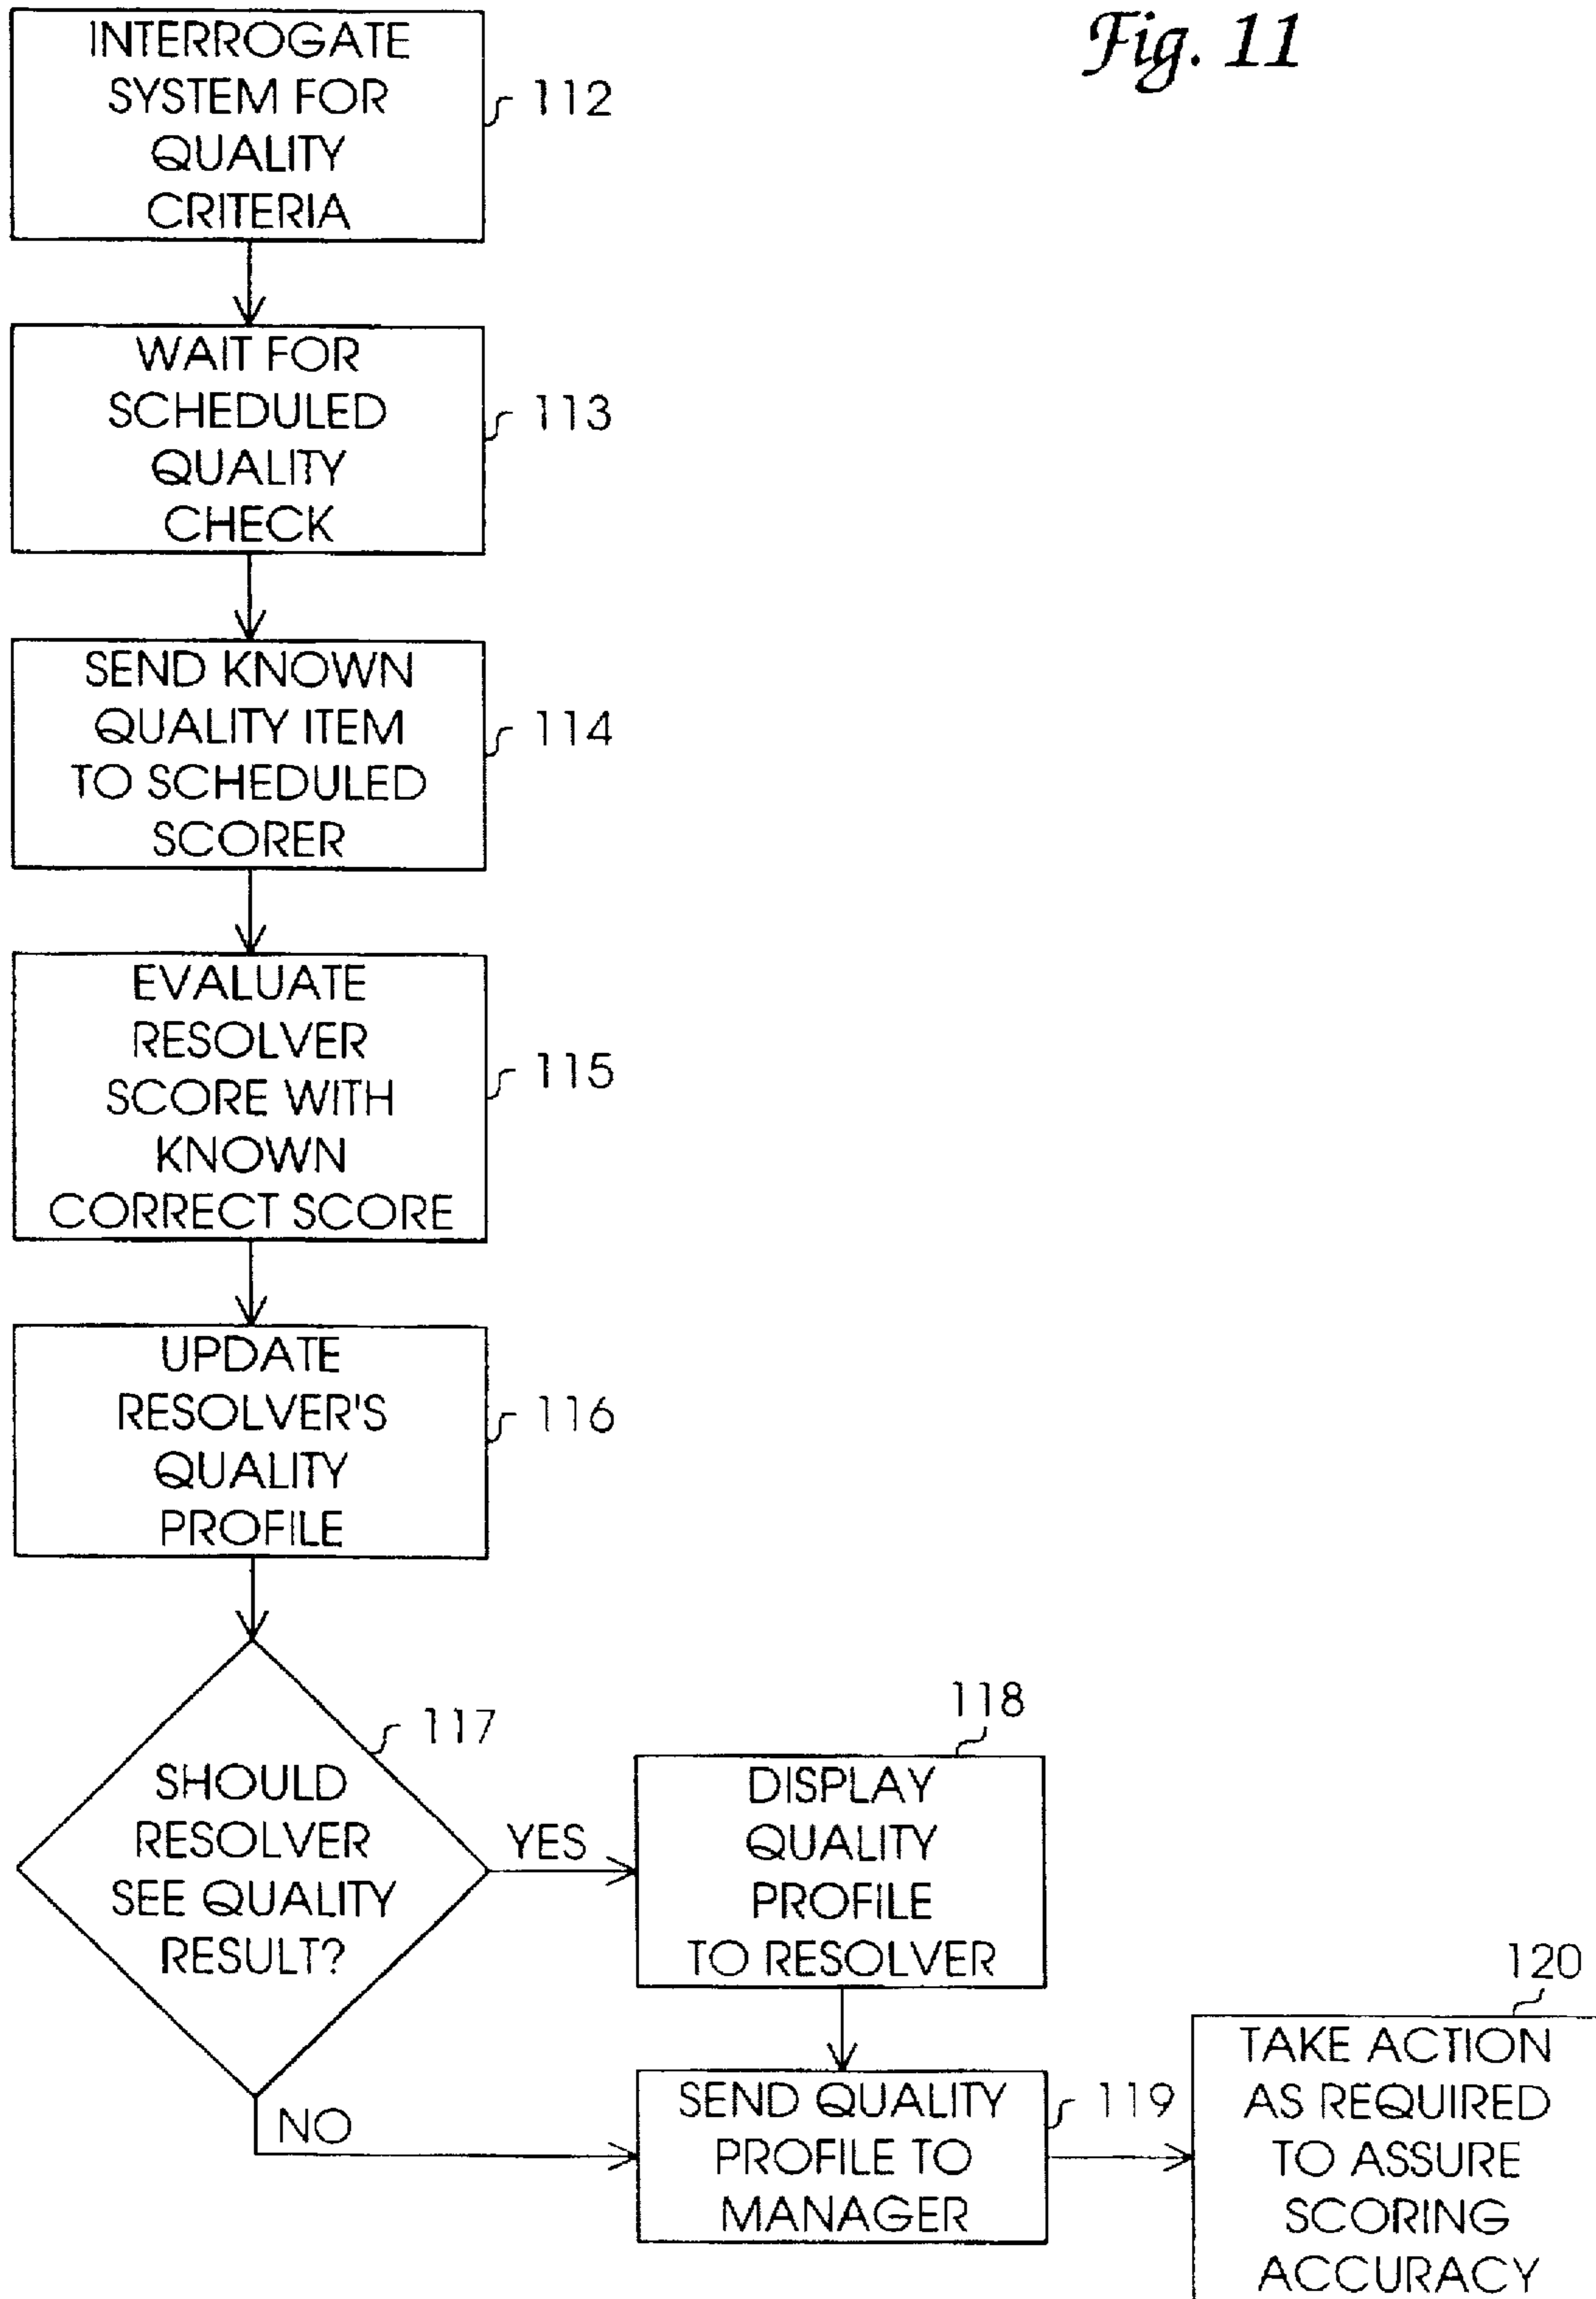 Fig. 11
INTERROGATE
SYSTEM FOR
QUALITY
CRITERIA
112
WAIT FOR
SCHEDULED
QUALITY
CHECK
113
SEND KNOWN
QUALITY ITEM
TO SCHEDULED
SCORER
114
EVALUATE
RESOLVER
SCORE WITH
KNOWN
CORRECT SCORE
115
UPDATE
RESOLVER'S
QUALITY
PROFILE
116
117
SHOULD
RESOLVER
SEE QUALITY
RESULT?
YES
NO
118
DISPLAY
QUALITY
PROFILE
TO RESOLVER
SEND QUALITY
PROFILE TO
MANAGER
119
120
TAKE ACTION
AS REQUIRED
TO ASSURE
SCORING
ACCURACY